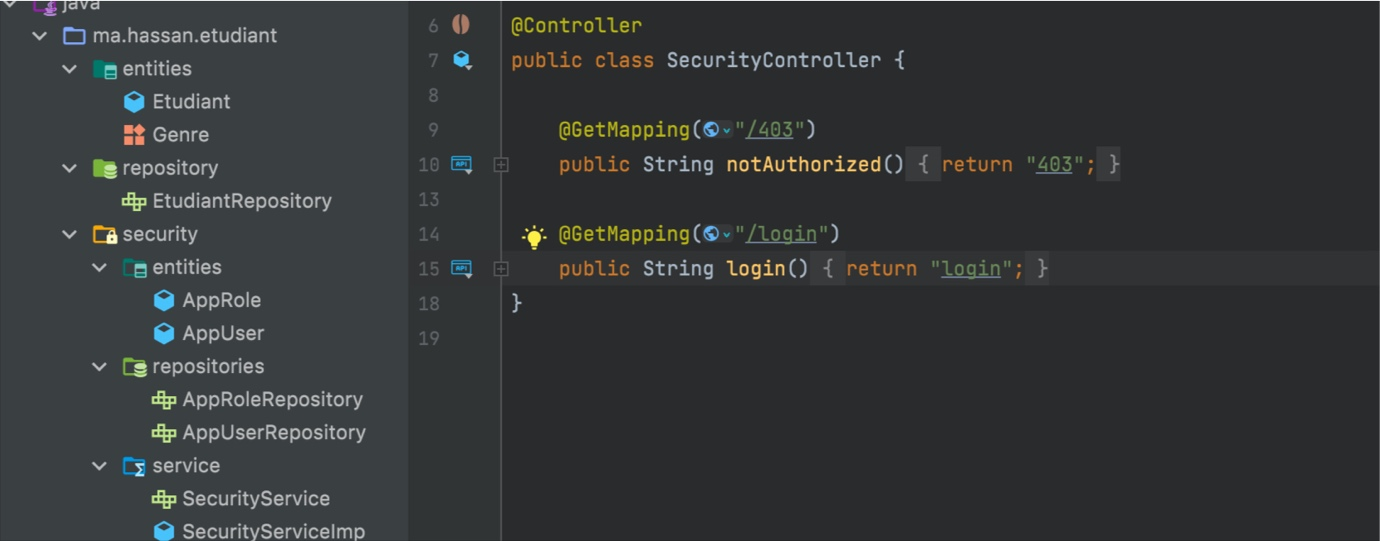 java
ma.hassan.etudiant
entities
Etudiant
Genre
repository
EtudiantRepository
security
entities
AppRole
AppUser
repositories
AppRoleRepository
AppUserRepository
service
SecurityService
SecurityServiceImp
6 @Controller
7 public class SecurityController {
8
9 @GetMapping("/403")
10 public String notAuthorized() { return "403"; }
13
14 @GetMapping("/login")
15 public String login() { return "login"; }
18 }
19